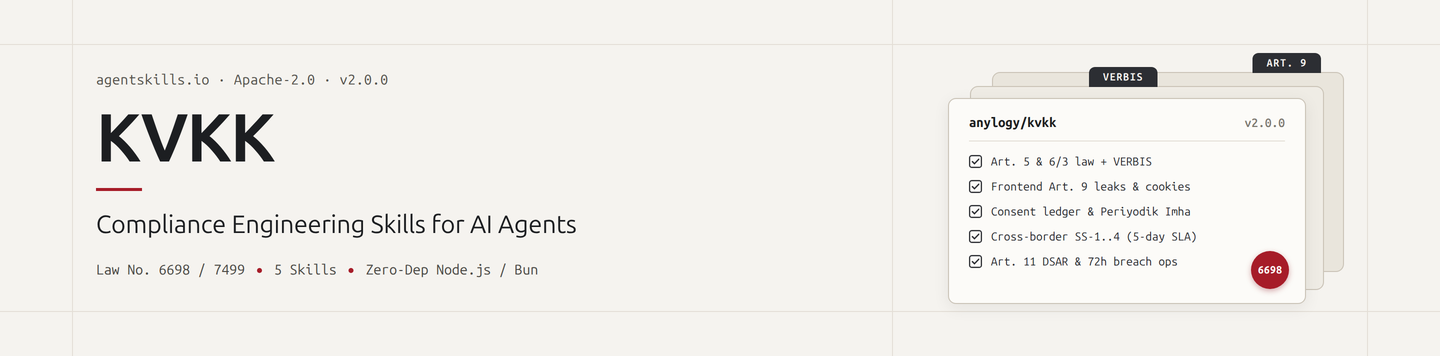 agentskills.io · Apache-2.0 · v2.0.0
KVKK
Compliance Engineering Skills for AI Agents
Law No. 6698 / 7499 • 5 Skills • Zero-Dep Node.js / Bun
ART. 9
VERBIS
anylogy/kvkk v2.0.0
Art. 5 & 6/3 law + VERBIS
Frontend Art. 9 leaks & cookies
Consent ledger & Periyodik Imha
Cross-border SS-1..4 (5-day SLA)
Art. 11 DSAR & 72h breach ops
6698